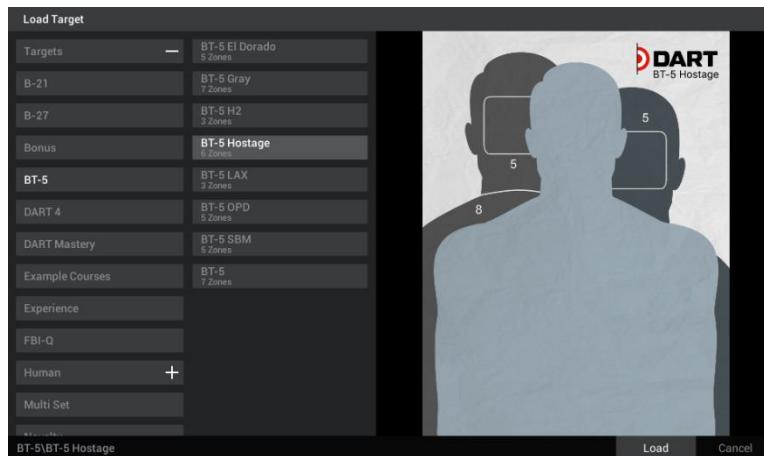 Load Target
Targets
B-21
B-27
Bonus
BT-5
DART 4
DART Mastery
Example Courses
Experience
FBI-Q
Human
Multi Set
BT-5 El Dorado
5 Zones
BT-5 Gray
7 Zones
BT-5 H2
3 Zones
BT-5 Hostage
6 Zones
BT-5 LAX
3 Zones
BT-5 OPD
5 Zones
BT-5 SBM
5 Zones
BT-5
7 Zones
DART
BT-5 Hostage
5
5
8
BT-5\BT-5 Hostage
Load
Cancel